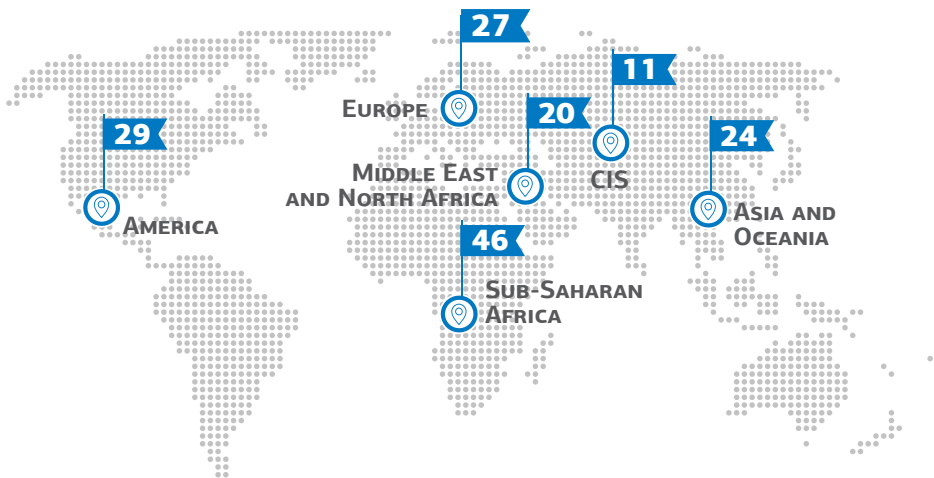 27
11
EUROPE
20
29
24
MIDDLE EAST
AND NORTH AFRICA
CIS
AMERICA
ASIA AND
OCEANIA
46
SUB-SAHARAN
AFRICA